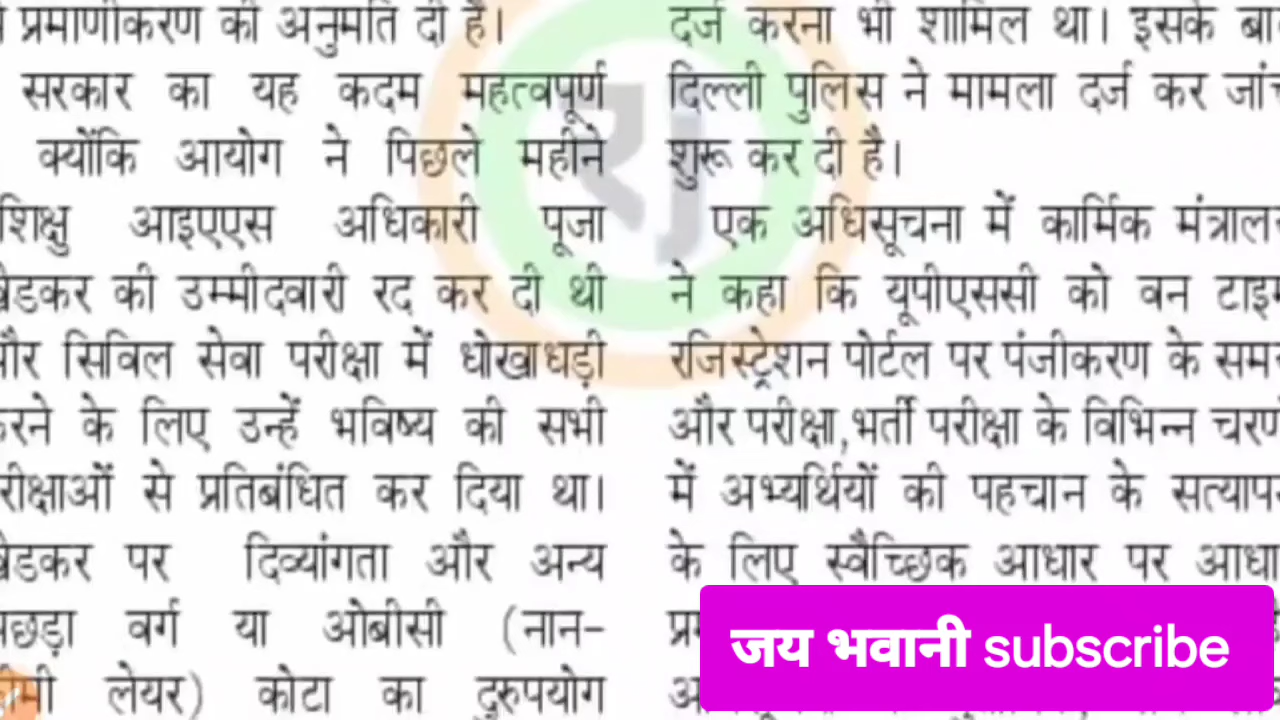 प्रमाणीकरण की अनुमति दी है।
सरकार का यह कदम महत्वपूर्ण
क्योंकि आयोग ने पिछले महीने
शिक्षु आइएएस अधिकारी पूजा
की उम्मीदवारी रद कर दी थी
सिविल सेवा परीक्षा में धोखाधड़ी
के लिए उन्हें भविष्य की सभी
से प्रतिबंधित कर दिया था।
पर दिव्यांगता और अन्य
वर्ग या ओबीसी (नान-
लेयर) कोटा का दुरुपयोग
दर्ज करना भी शामिल था। इसके
दिल्ली पुलिस ने मामला दर्ज कर
शुरू कर दी है।
एक अधिसूचना में कार्मिक
ने कहा कि यूपीएससी को वन
रजिस्ट्रेशन पोर्टल पर पंजीकरण के
और परीक्षा,भर्ती परीक्षा के विभिन्न
में अभ्यर्थियों की पहचान के
के लिए स्वैच्छिक आधार पर
जय भवानी subscribe
रा